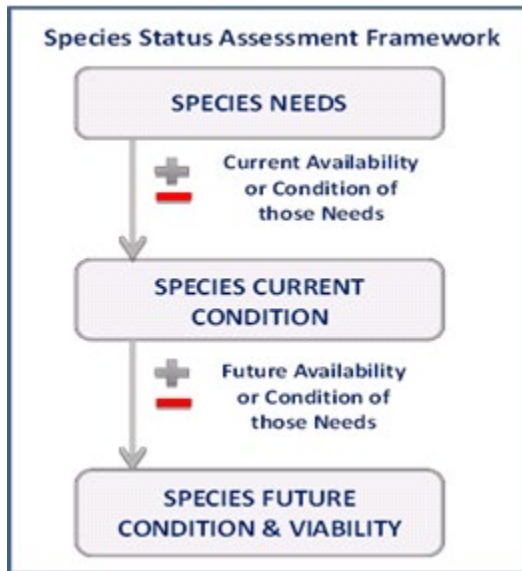 Species Status Assessment Framework
SPECIES NEEDS
Current Availability
or Condition of
those Needs
SPECIES CURRENT
CONDITION
Future Availability
or Condition of
those Needs
SPECIES FUTURE
CONDITION & VIABILITY